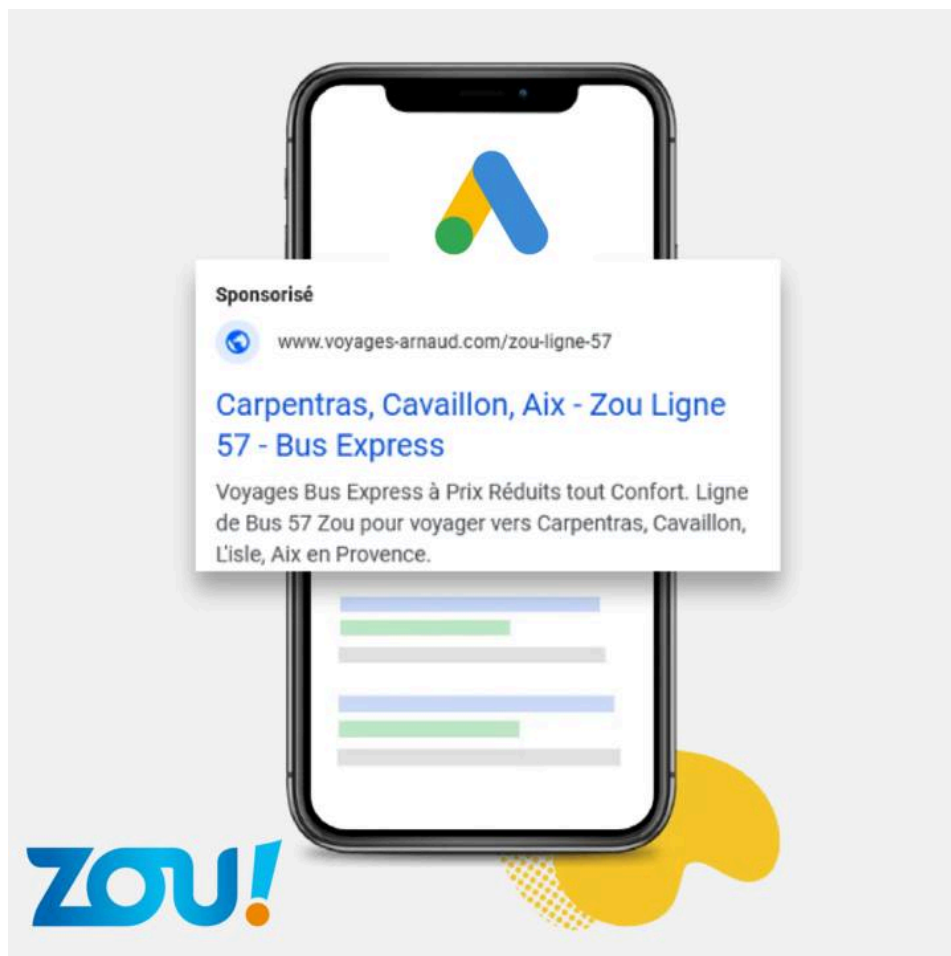 Sponsorisé
www.voyages-arnaud.com/zou-ligne-57
Carpentras, Cavaillon, Aix - Zou Ligne
57 - Bus Express
Voyages Bus Express à Prix Réduits tout Confort. Ligne
de Bus 57 Zou pour voyager vers Carpentras, Cavaillon,
L'isle, Aix en Provence.
ZOU!